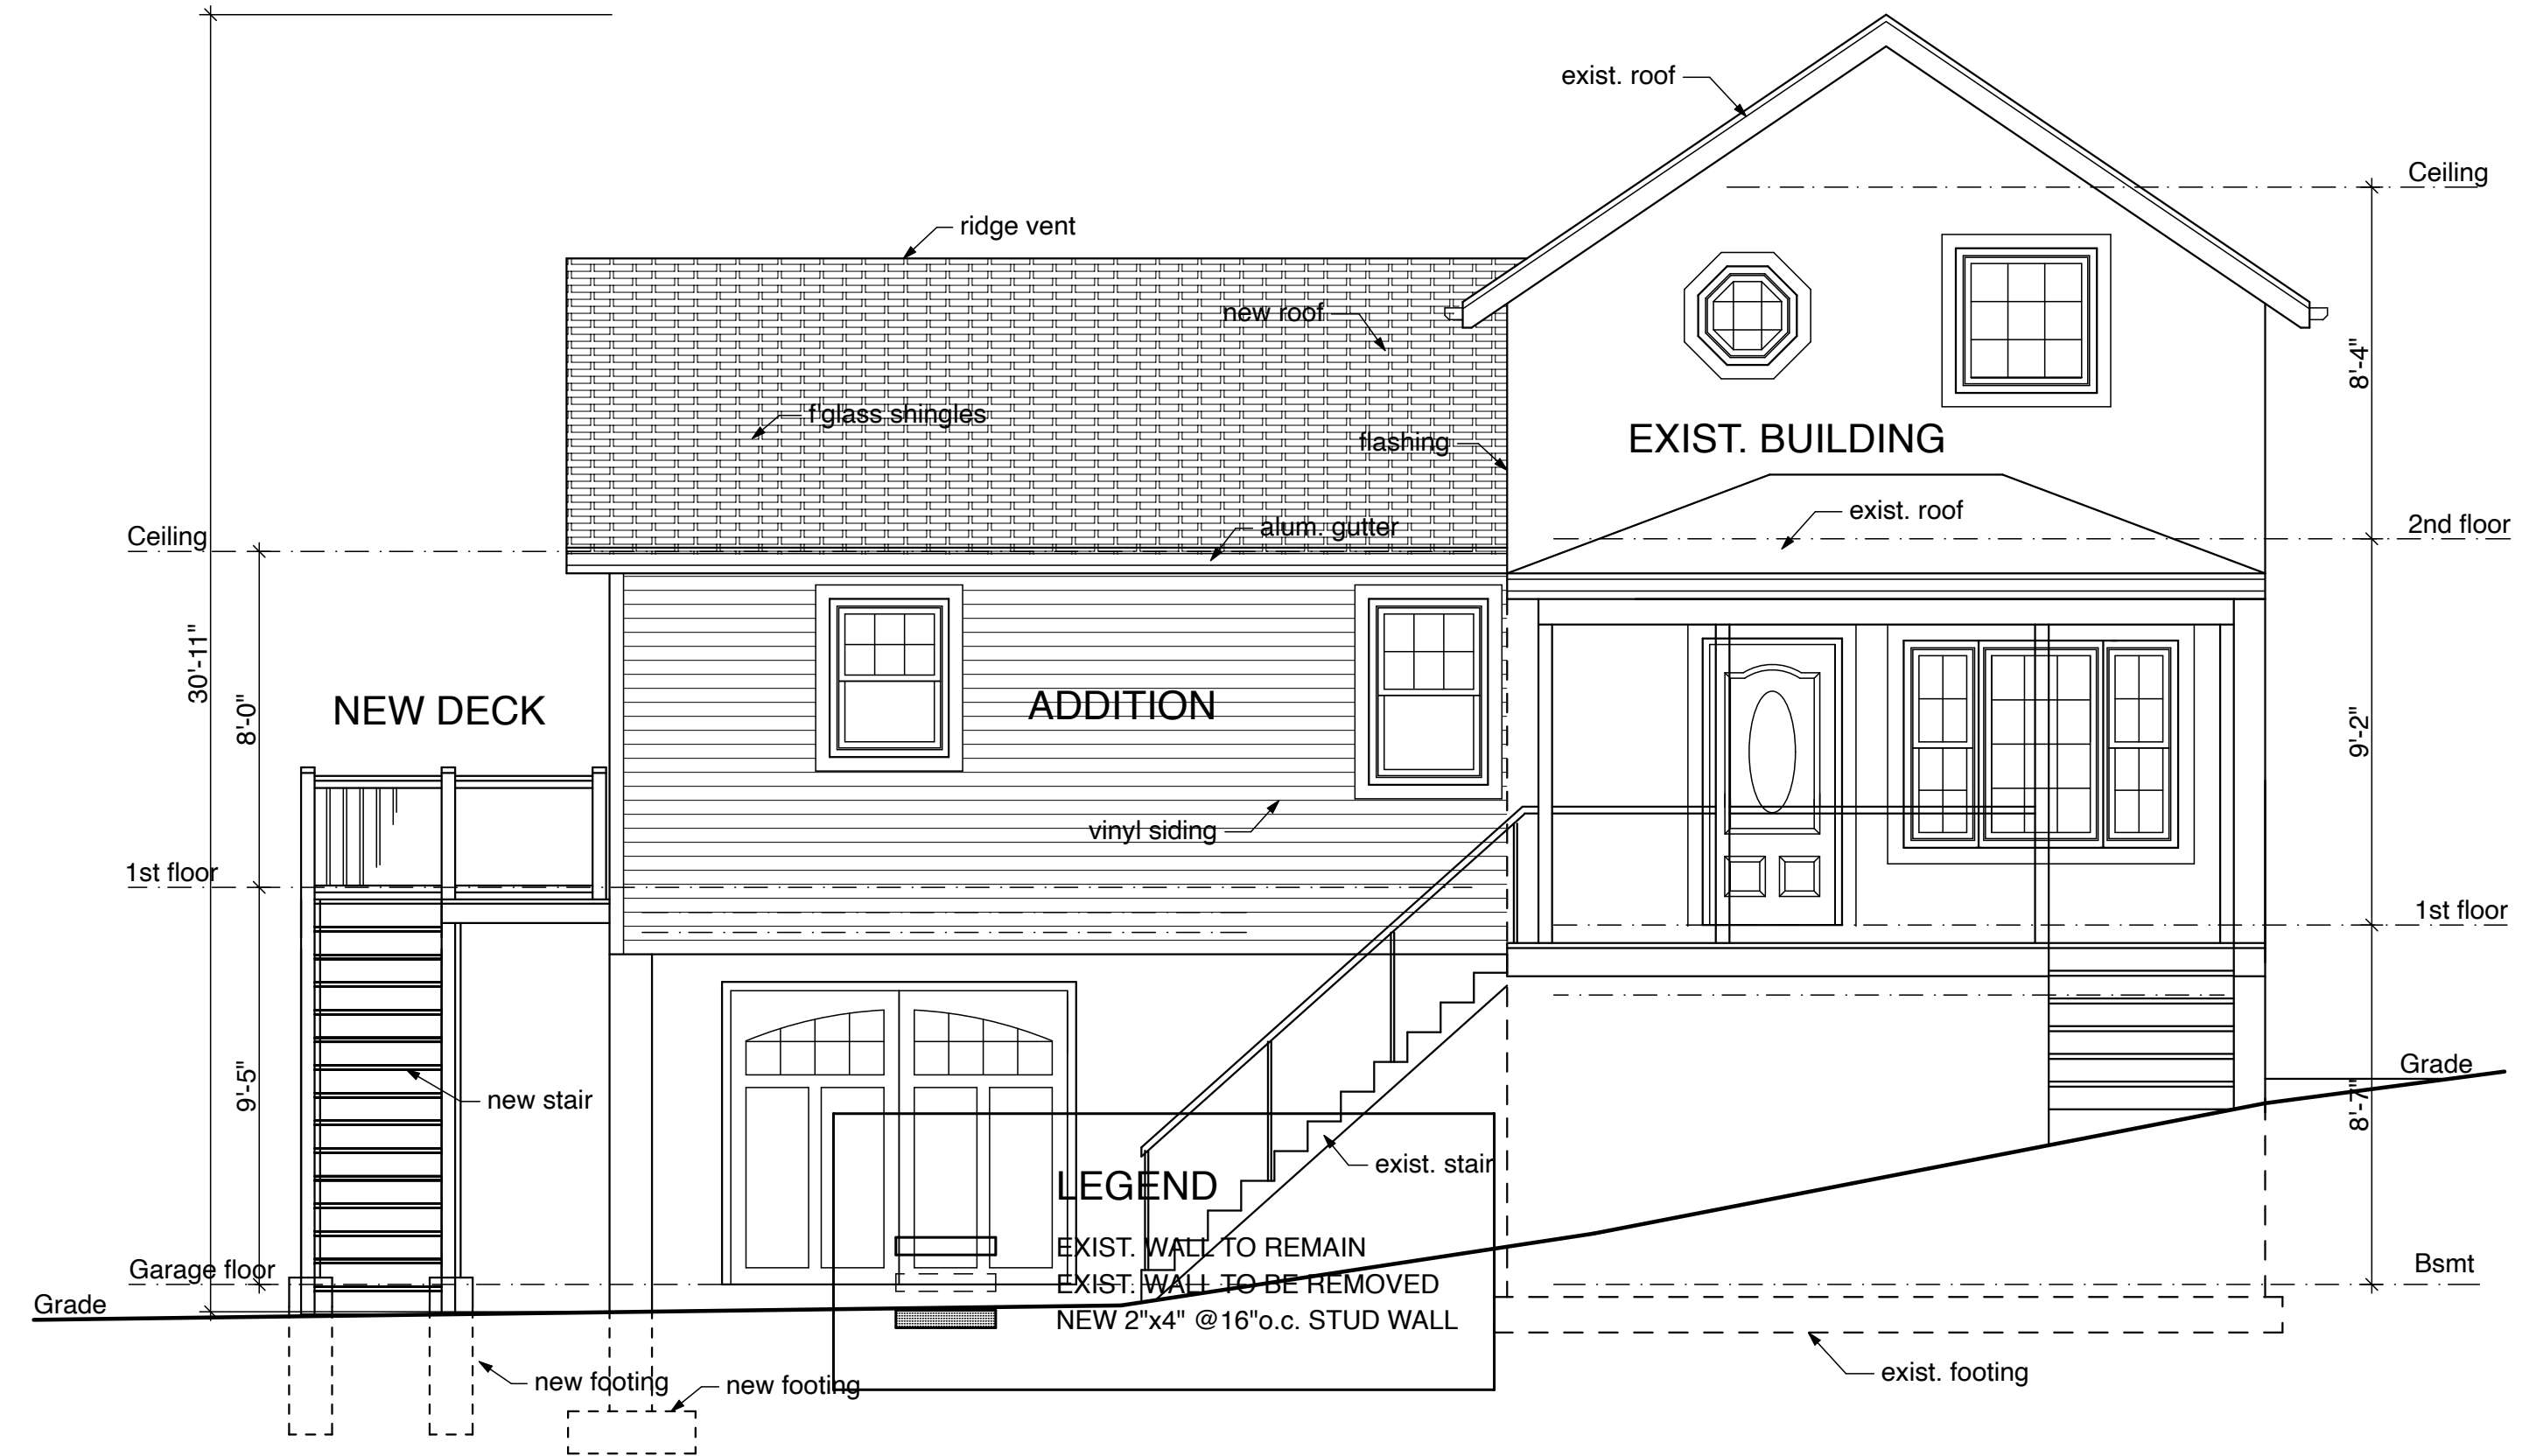 exist. roof
Ceiling
ridge vent
new roof
8'-4"
f'glass shingles
flashing
EXIST. BUILDING
exist. roof
alum. gutter
2nd floor
Ceiling
30'-11"
8'-0"
NEW DECK
ADDITION
9'-2"
vinyl siding
1st floor
1st floor
Grade
9'-5"
new stair
8'-7"
exist. stair
LEGEND
EXIST. WALL TO REMAIN
EXIST. WALL TO BE REMOVED
NEW 2"x4" @16"o.c. STUD WALL
Garage floor
Bsmt
Grade
new footing
new footing
exist. footing